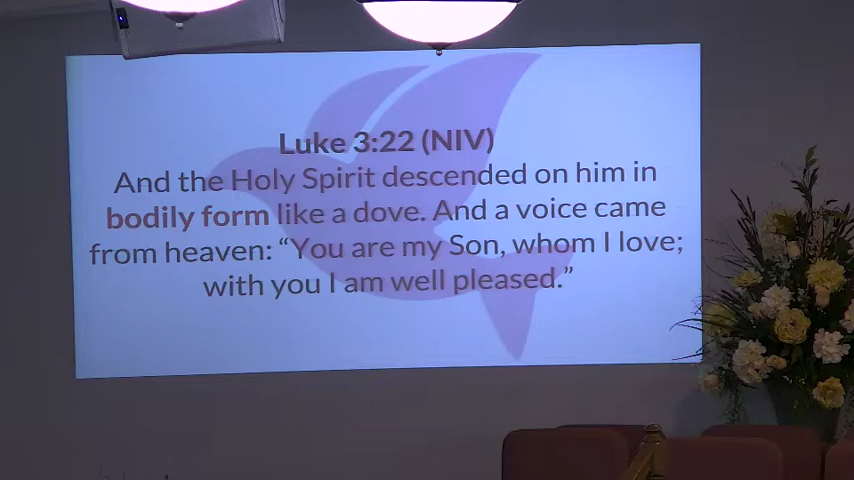 Luke 3:22 (NIV)
And the Holy Spirit descended on him in
bodily form like a dove. And a voice came
from heaven: “You are my Son, whom I love;
with you I am well pleased.”